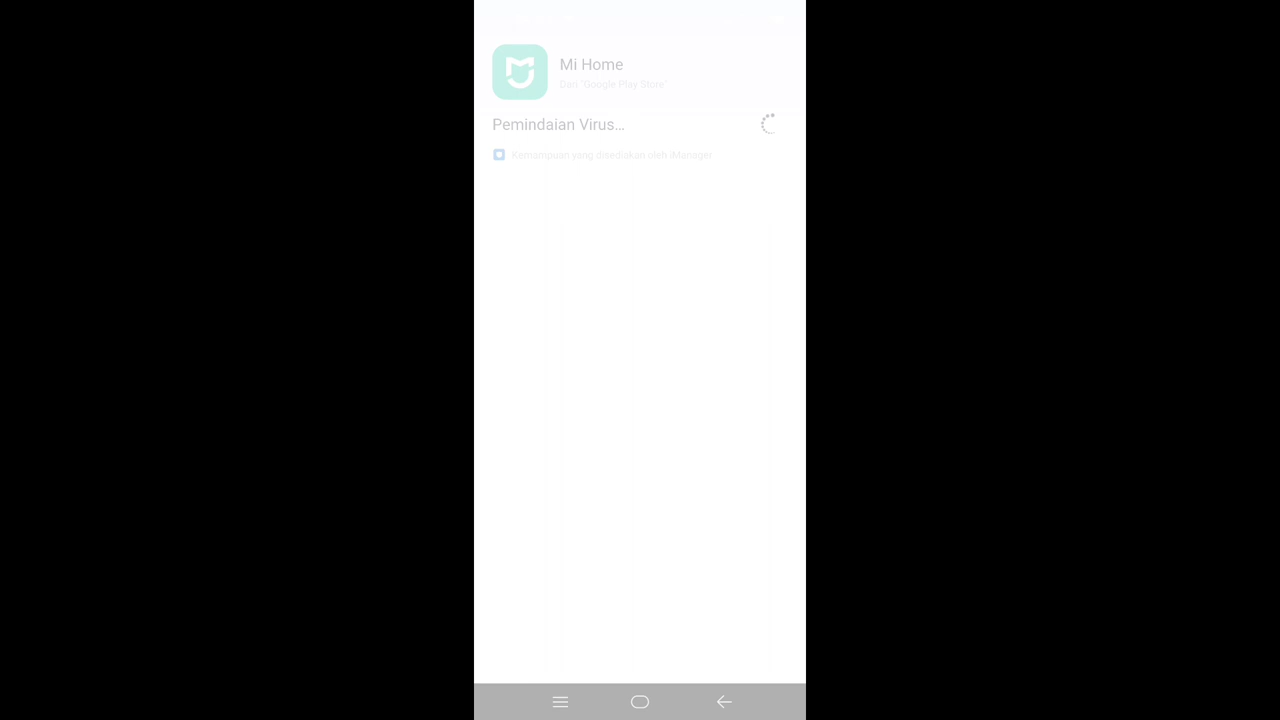 Mi Home
Dari "Google Play Store"
Pemindaian Virus...
Kemampuan yang disediakan oleh iManager